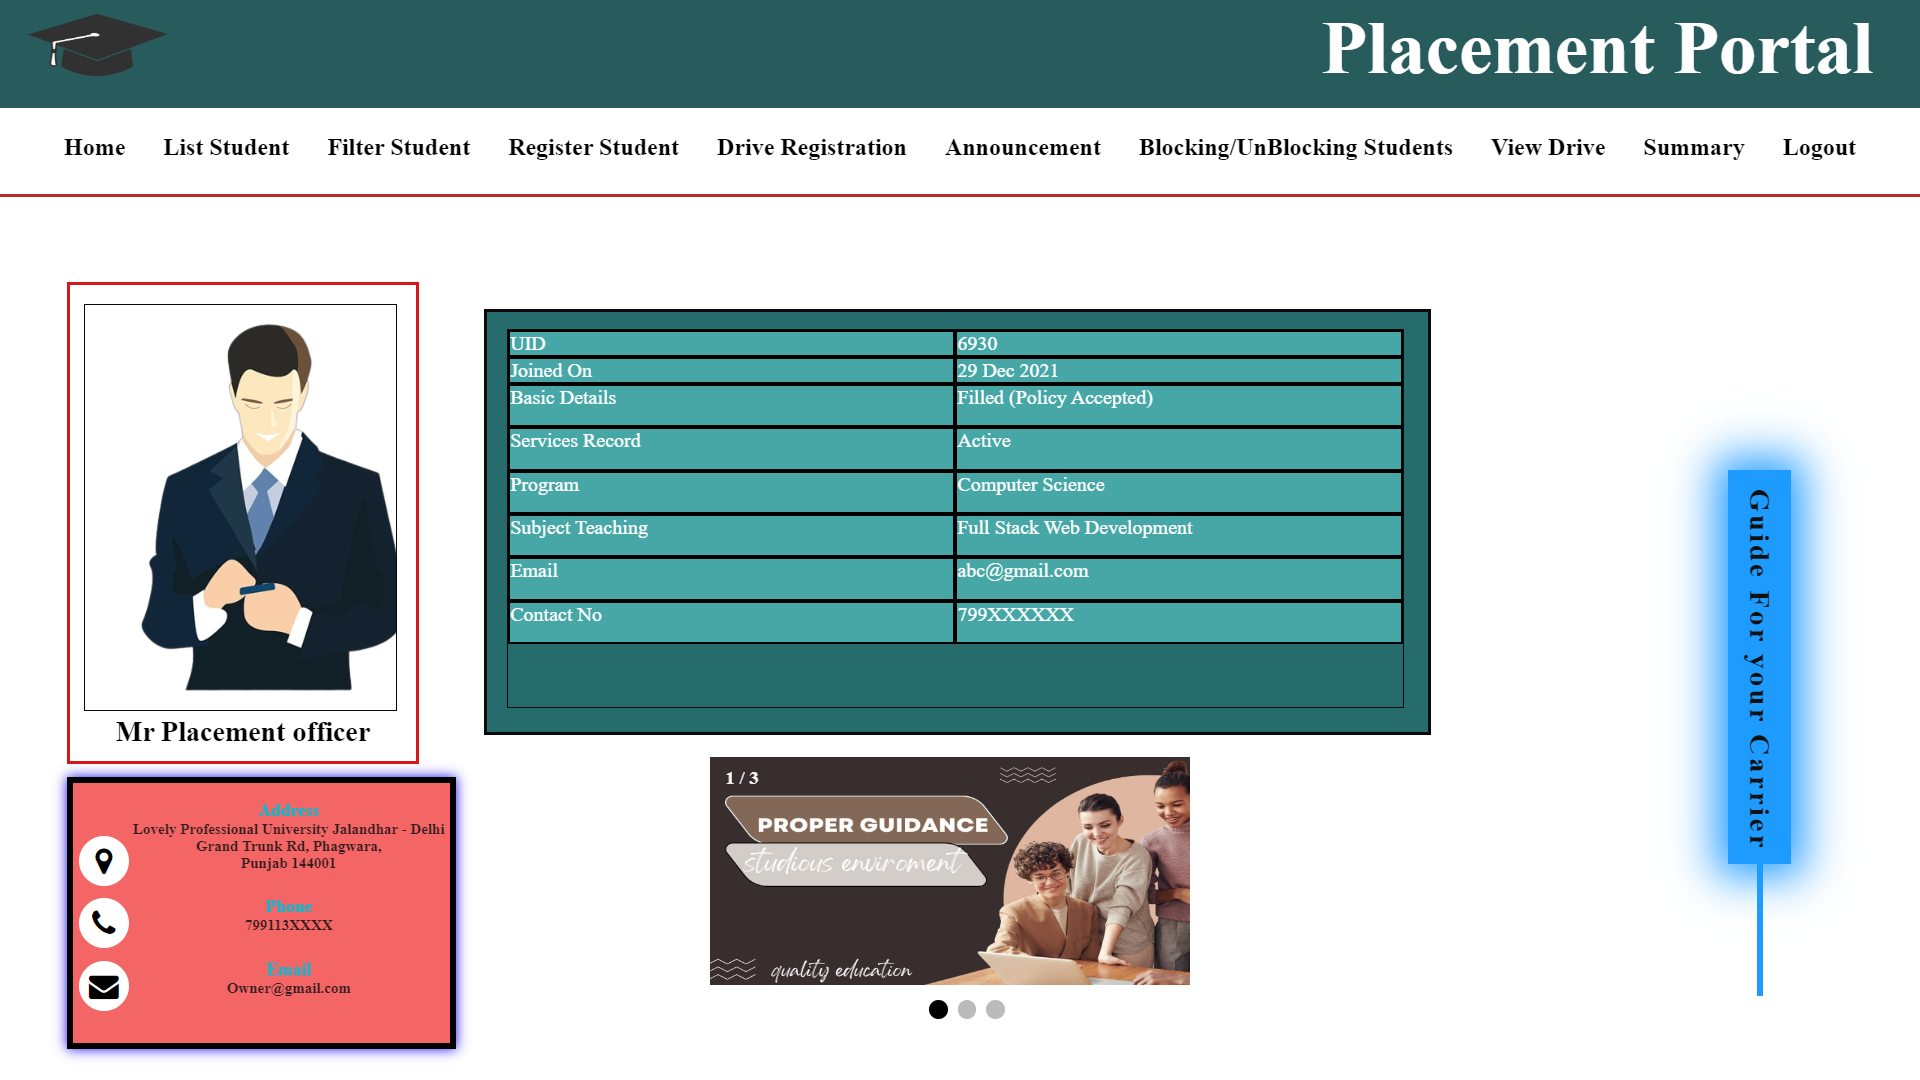 Placement Portal
Home List Student Filter Student Register Student Drive Registration Announcement Blocking/UnBlocking Students View Drive Summary Logout
Mr Placement officer
UID 6930
Joined On 29 Dec 2021
Basic Details Filled (Policy Accepted)
Services Record Active
Program Computer Science
Subject Teaching Full Stack Web Development
Email abc@gmail.com
Contact No 799XXXXXX
Address
Lovely Professional University Jalandhar - Delhi
Grand Trunk Rd, Phagwara,
Punjab 144001
Phone
799113XXXX
Email
Owner@gmail.com
1 / 3
PROPER GUIDANCE
studious enviroment
quality education
Guide For your Carrier